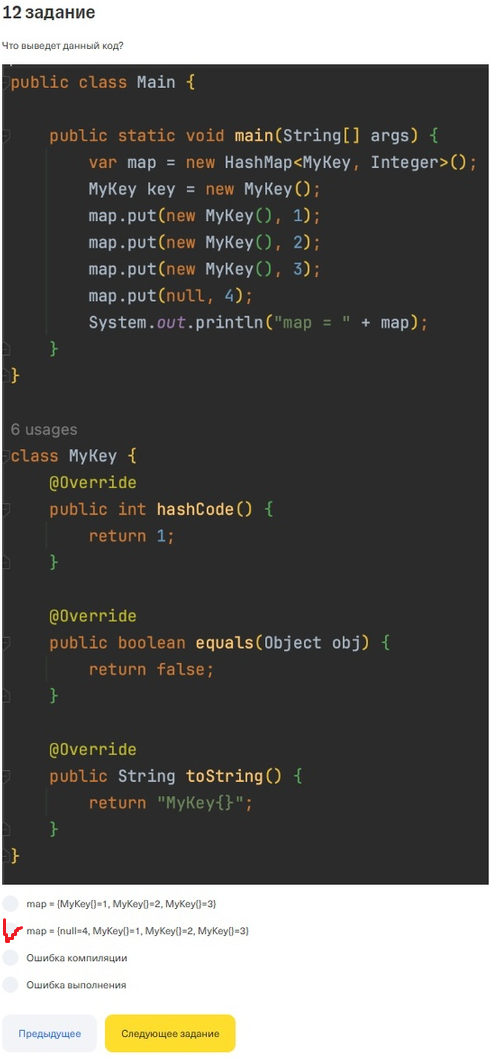 12 задание
Что выведет данный код?
public class Main {
public static void main(String[] args) {
var map = new HashMap<MyKey, Integer>();
MyKey key = new MyKey();
map.put(new MyKey(), 1);
map.put(new MyKey(), 2);
map.put(new MyKey(), 3);
map.put(null, 4);
System.out.println("map = " + map);
}
}
6 usages
class MyKey {
@Override
public int hashCode() {
return 1;
}
@Override
public boolean equals(Object obj) {
return false;
}
@Override
public String toString() {
return "MyKey{}";
}
}
map = {MyKey{}=1, MyKey{}=2, MyKey{}=3}
map = {null=4, MyKey{}=1, MyKey{}=2, MyKey{}=3}
Ошибка компиляции
Ошибка выполнения
Предыдущее
Следующее задание